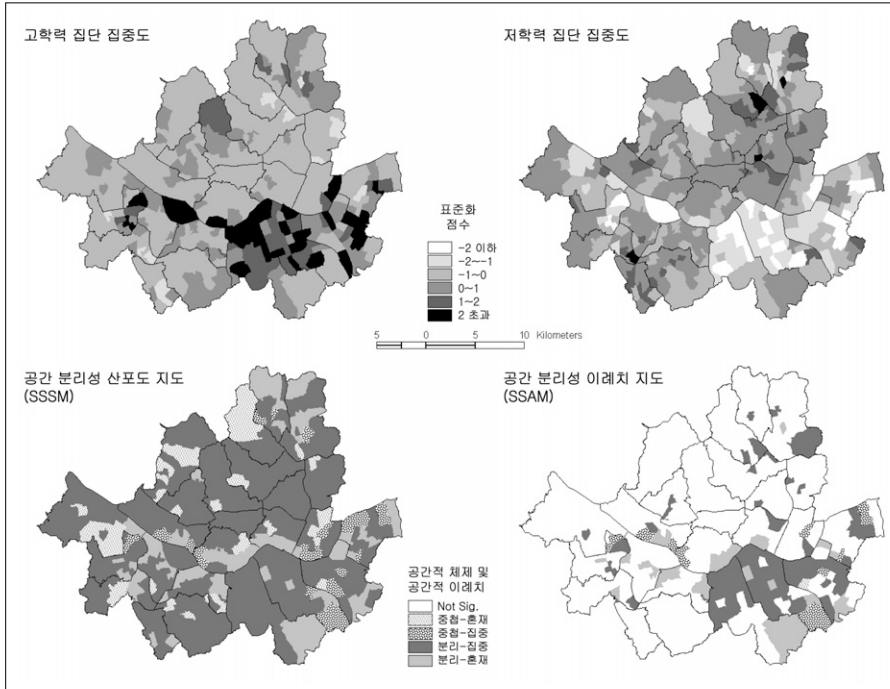 고학력 집단 집중도
저학력 집단 집중도
표준화
점수
-2 이하
-2~-1
-1~0
0~1
1~2
2 초과
5 0 5 10 Kilometers
공간 분리성 산포도 지도
(SSSM)
공간 분리성 이례치 지도
(SSAM)
공간적 체제 및
공간적 이례치
Not Sig.
중첩-혼재
중첩-집중
분리-집중
분리-혼재